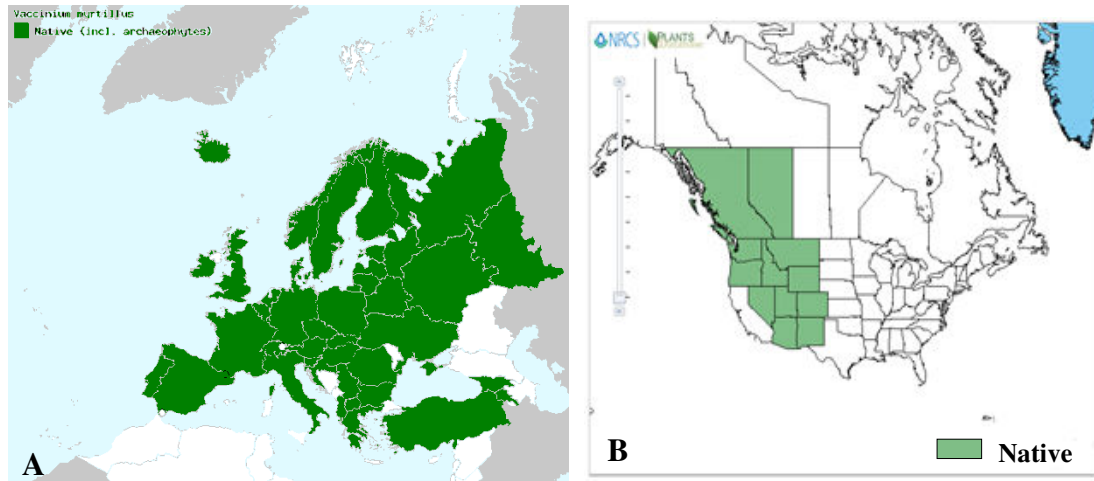 Vaccinium myrtillus
Native (incl. archaeophytes)
A
NRCS
PLANTS
B
Native